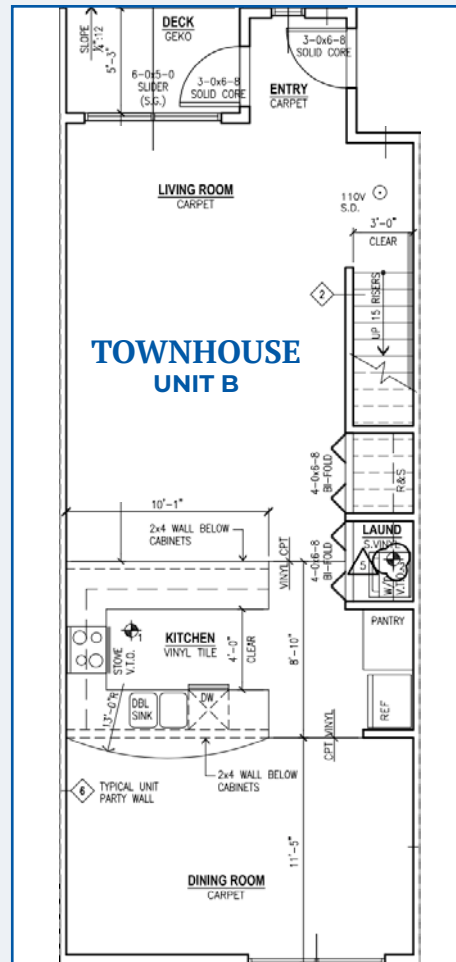 DECK
GEKO
SLOPE
¼":12
5'-3"
6-0x5-0
SLIDER
(S.G.)
3-0x6-8
SOLID CORE
3-0x6-8
SOLID CORE
ENTRY
CARPET
LIVING ROOM
CARPET
110V
S.D.
3'-0"
CLEAR
2
UP 15 RISERS
TOWNHOUSE
UNIT B
4-0x6-8
BI-FOLD
R&S
10'-1"
2x4 WALL BELOW
CABINETS
VINYL
CPT
4-0x6-8
BI-FOLD
LAUND
S.VINYL
5
W/D
V.T.O.
KITCHEN
VINYL TILE
4'-0"
CLEAR
8'-10"
PANTRY
REF
STOVE
V.T.O.
DBL
SINK
DW
3'-0"R
CPT
VINYL
6
TYPICAL UNIT
PARTY WALL
2x4 WALL BELOW
CABINETS
11'-5"
DINING ROOM
CARPET